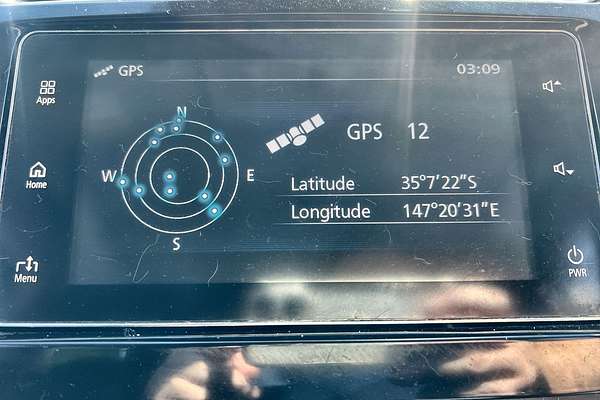 GPS 03:09
Apps
N
GPS 12
W E
Latitude 35°7'22"S
Home
Longitude 147°20'31"E
S
Menu
PWR